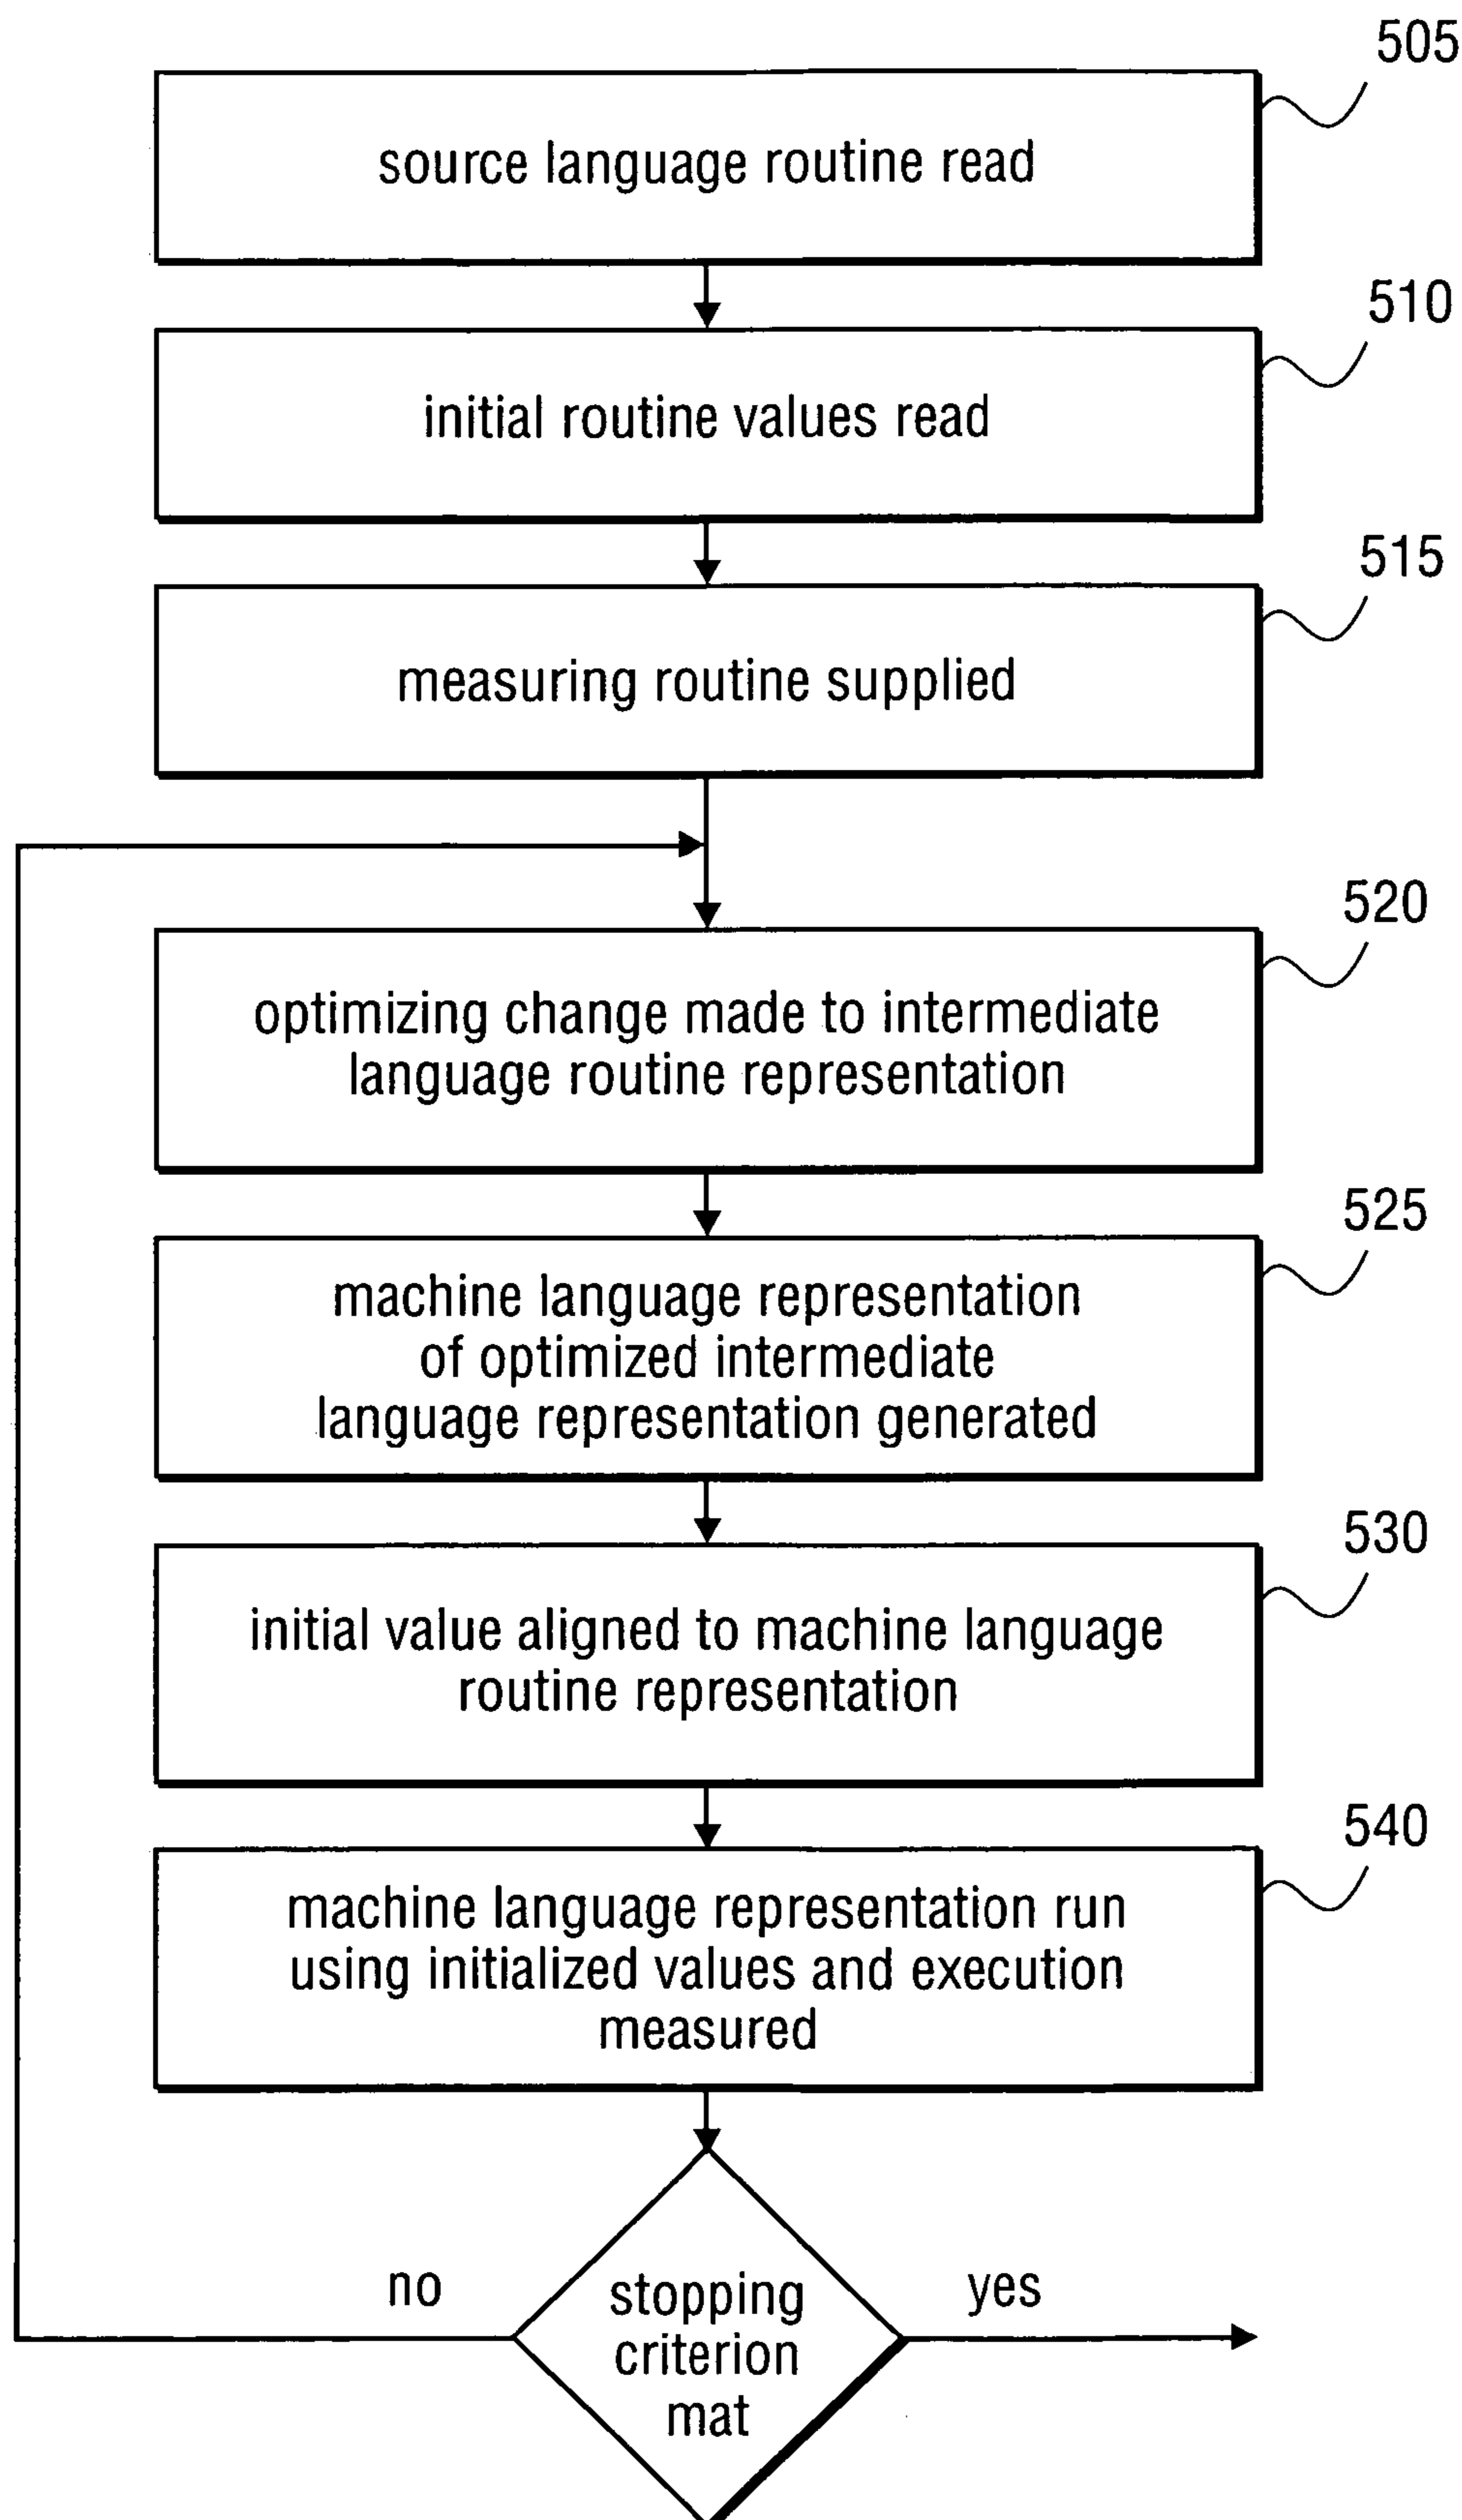 505
source language routine read
510
initial routine values read
515
measuring routine supplied
520
optimizing change made to intermediate
language routine representation
525
machine language representation
of optimized intermediate
language representation generated
530
initial value aligned to machine language
routine representation
540
machine language representation run
using initialized values and execution
measured
no
yes
stopping
criterion
mat